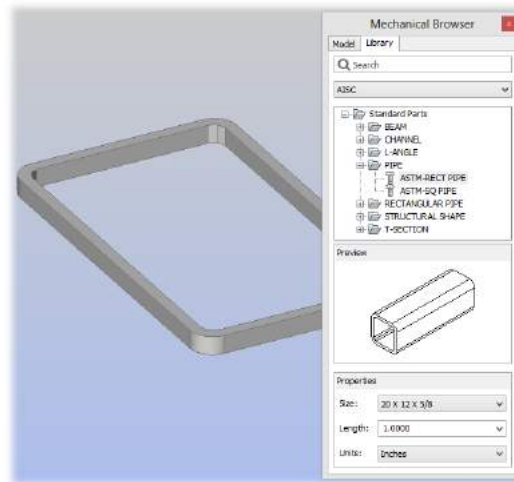 Mechanical Browser
Model Library
Search
AISC
Standard Parts
BEAM
CHANNEL
L-ANGLE
PIPE
ASTM-RECT PIPE
ASTM-SQ PIPE
RECTANGULAR PIPE
STRUCTURAL SHAPE
T-SECTION
Preview
Properties
Size: 20 X 12 X 5/8
Length: 1.0000
Units: Inches